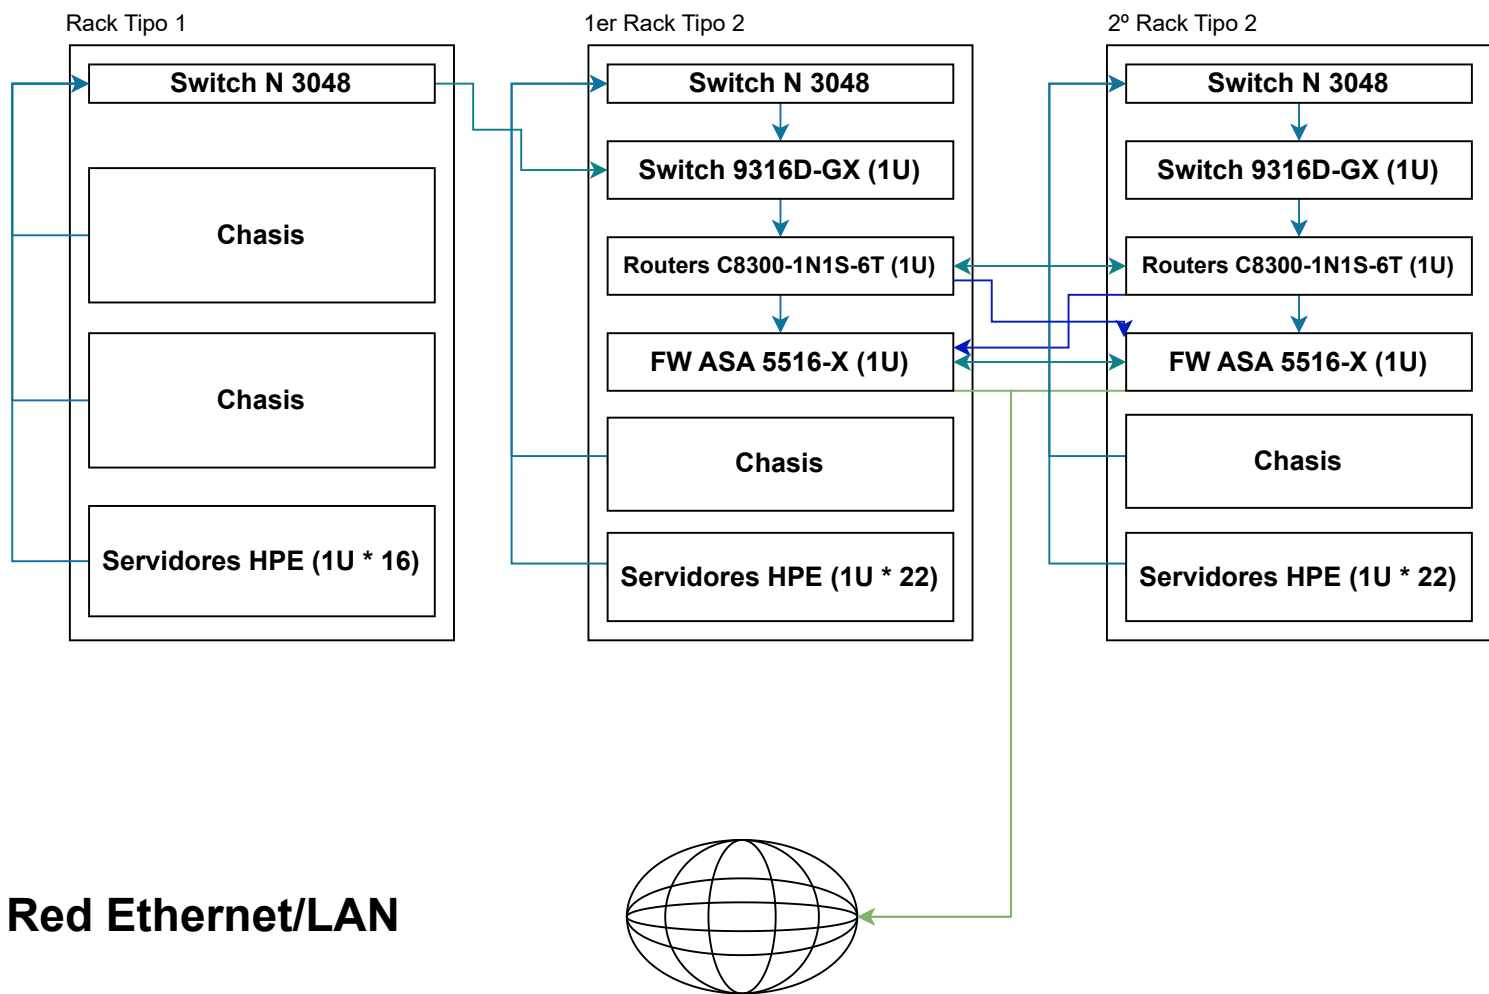 Rack Tipo 1
Switch N 3048
Chasis
Chasis
Servidores HPE (1U * 16)
1er Rack Tipo 2
Switch N 3048
Switch 9316D-GX (1U)
Routers C8300-1N1S-6T (1U)
FW ASA 5516-X (1U)
Chasis
Servidores HPE (1U * 22)
2º Rack Tipo 2
Switch N 3048
Switch 9316D-GX (1U)
Routers C8300-1N1S-6T (1U)
FW ASA 5516-X (1U)
Chasis
Servidores HPE (1U * 22)
Red Ethernet/LAN